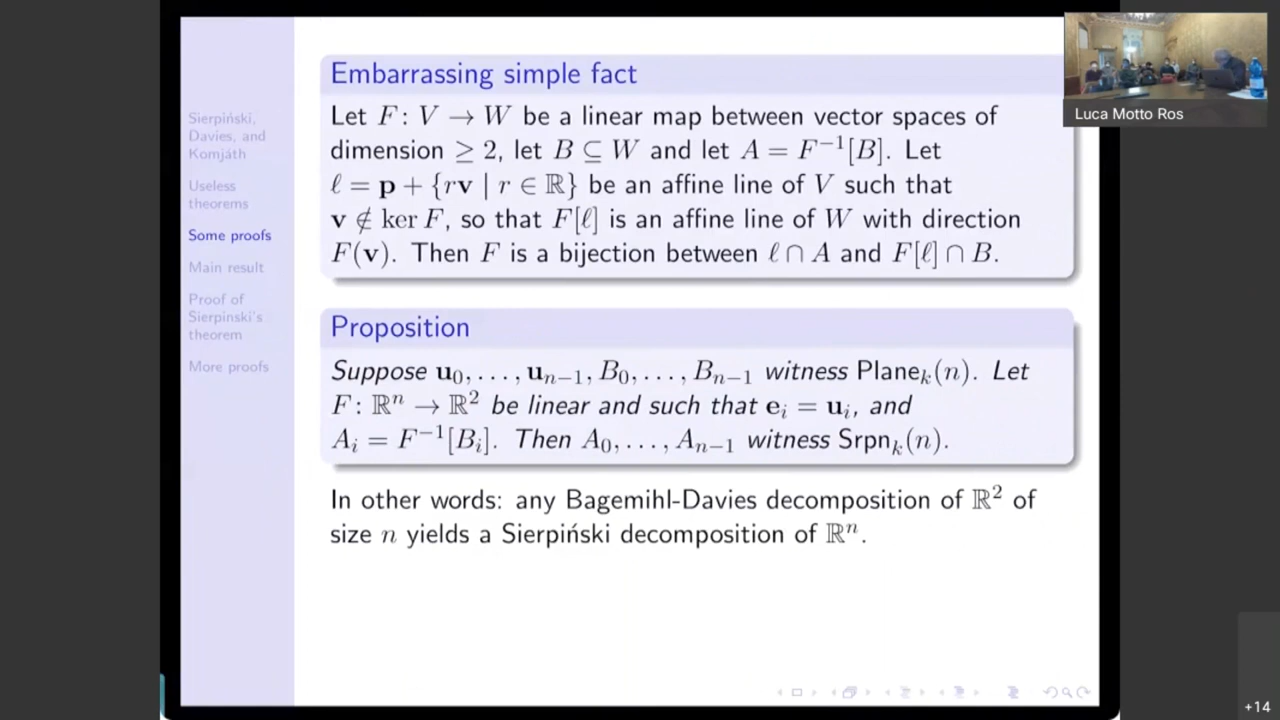 Sierpiński,
Davies, and
Komjáth
Useless
theorems
Some proofs
Main result
Proof of
Sierpinski's
theorem
More proofs
Embarrassing simple fact
Let F: V → W be a linear map between vector spaces of
dimension ≥ 2, let B ⊆ W and let A = F⁻¹[B]. Let
ℓ = p + {rv | r ∈ ℝ} be an affine line of V such that
v ∉ ker F, so that F[ℓ] is an affine line of W with direction
F(v). Then F is a bijection between ℓ ∩ A and F[ℓ] ∩ B.
Proposition
Suppose u₀, . . . , uₙ₋₁, B₀, . . . , Bₙ₋₁ witness Planeₖ(n). Let
F: ℝⁿ → ℝ² be linear and such that eᵢ = uᵢ, and
Aᵢ = F⁻¹[Bᵢ]. Then A₀, . . . , Aₙ₋₁ witness Srpnₖ(n).
In other words: any Bagemihl-Davies decomposition of ℝ² of
size n yields a Sierpiński decomposition of ℝⁿ.
Luca Motto Ros
+14